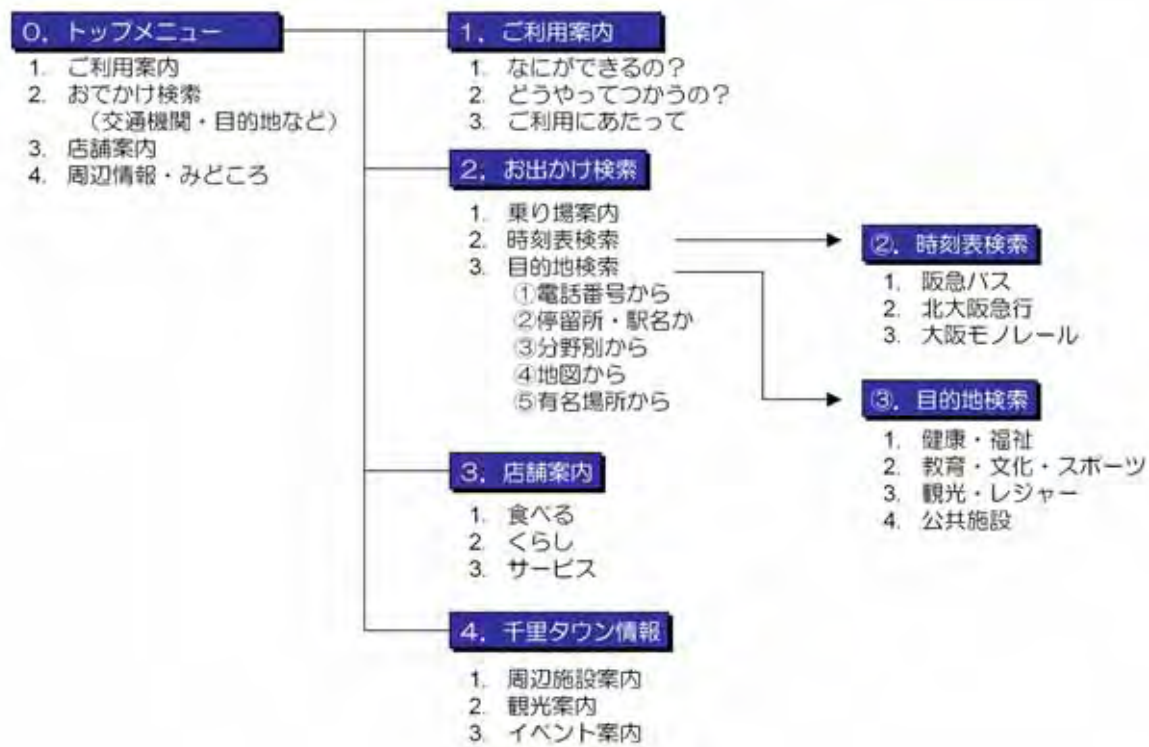 0. トップメニュー
1. ご利用案内
2. おでかけ検索
（交通機関・目的地など）
3. 店舗案内
4. 周辺情報・みどころ
1. ご利用案内
1. なにができるの？
2. どうやってつかうの？
3. ご利用にあたって
2. お出かけ検索
1. 乗り場案内
2. 時刻表検索
3. 目的地検索
①電話番号から
②停留所・駅名か
③分野別から
④地図から
⑤有名場所から
②. 時刻表検索
1. 阪急バス
2. 北大阪急行
3. 大阪モノレール
③. 目的地検索
1. 健康・福祉
2. 教育・文化・スポーツ
3. 観光・レジャー
4. 公共施設
3. 店舗案内
1. 食べる
2. くらし
3. サービス
4. 千里タウン情報
1. 周辺施設案内
2. 観光案内
3. イベント案内